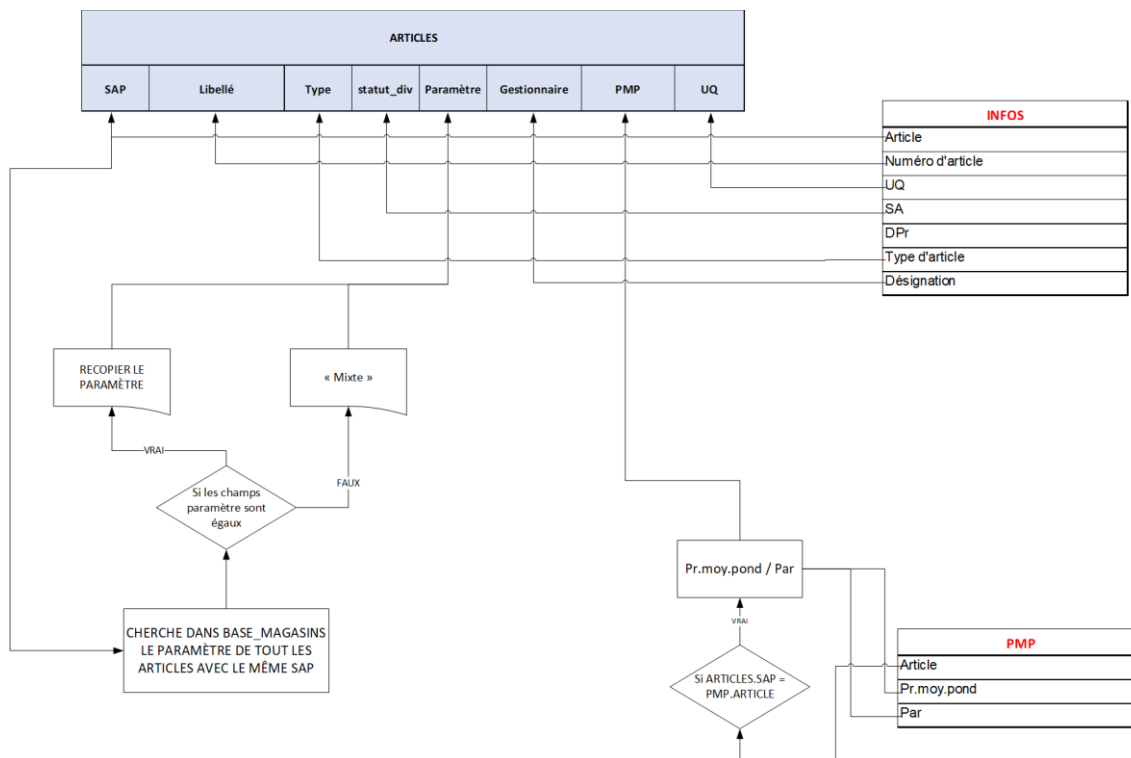 ARTICLES
SAP
Libellé
Type
statut_div
Paramètre
Gestionnaire
PMP
UQ
INFOS
Article
Numéro d'article
UQ
SA
DPr
Type d'article
Désignation
RECOPIER LE
PARAMÈTRE
« Mixte »
VRAI
FAUX
Si les champs
paramètre sont
égaux
CHERCHE DANS BASE_MAGASINS
LE PARAMÈTRE DE TOUT LES
ARTICLES AVEC LE MÊME SAP
Pr.moy.pond / Par
VRAI
Si ARTICLES.SAP =
PMP.ARTICLE
PMP
Article
Pr.moy.pond
Par